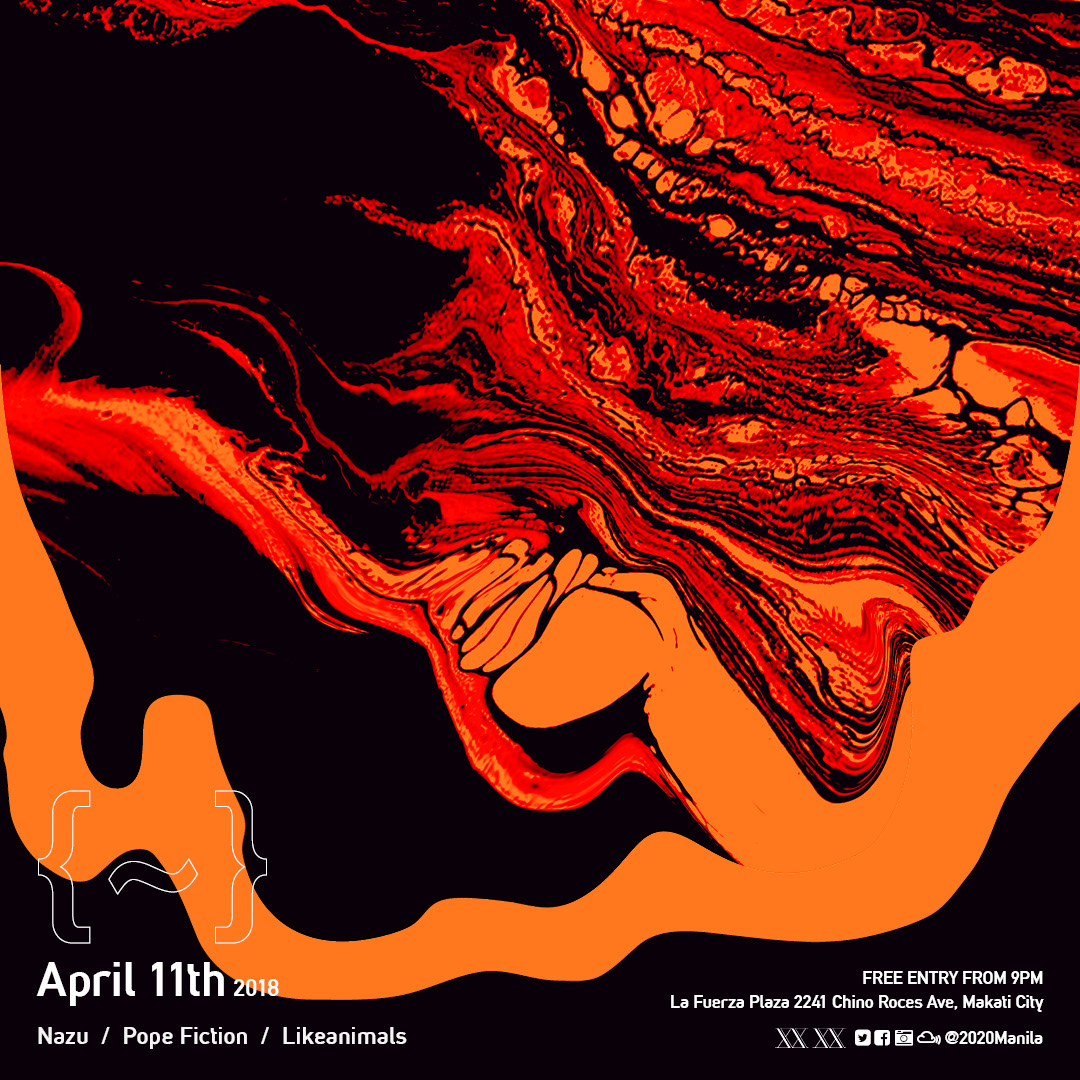 {~}
April 11th 2018
Nazu / Pope Fiction / Likeanimals
FREE ENTRY FROM 9PM
La Fuerza Plaza 2241 Chino Roces Ave, Makati City
XX XX @2020Manila